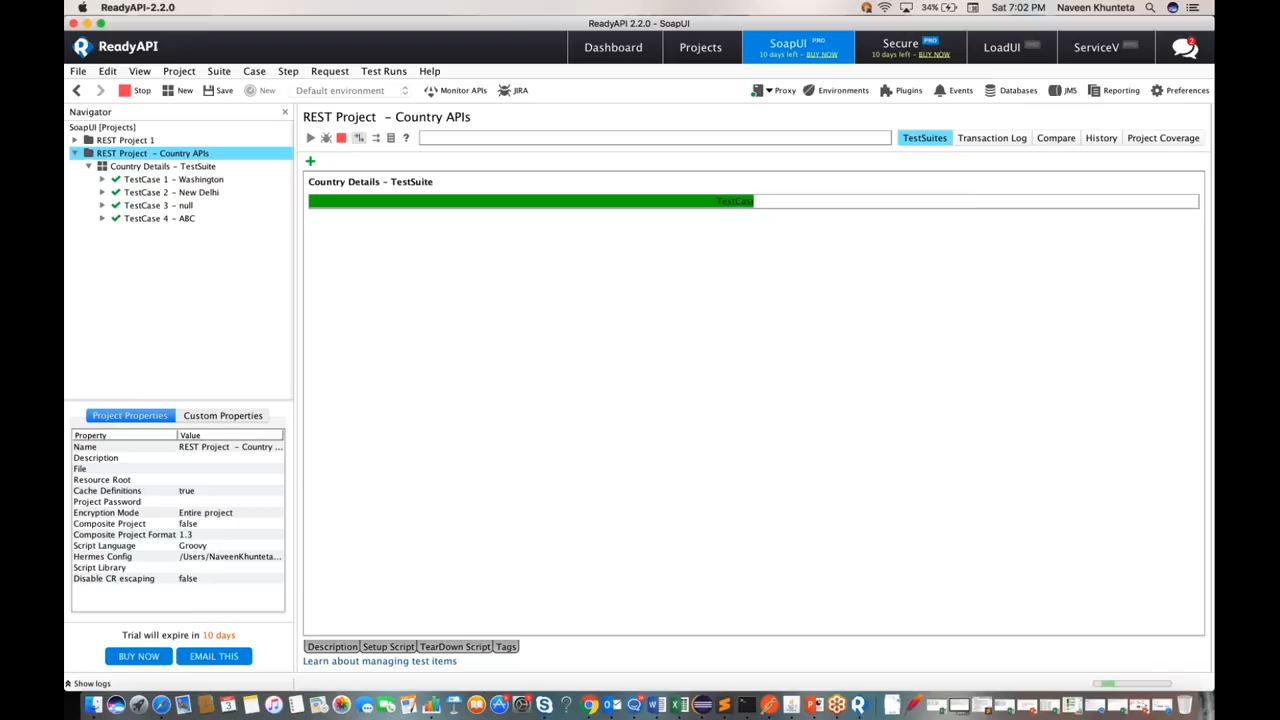 ReadyAPI-2.2.0 34% Sat 7:02 PM Naveen Khunteta
ReadyAPI 2.2.0 - SoapUI
ReadyAPI Dashboard Projects SoapUI PRO Secure PRO LoadUI PRO ServiceV PRO 2
10 days left - BUY NOW 10 days left - BUY NOW
File Edit View Project Suite Case Step Request Test Runs Help
Stop New Save New Default environment Monitor APIs JIRA Proxy Environments Plugins Events Databases JMS Reporting Preferences
Navigator
SoapUI [Projects]
REST Project 1
REST Project - Country APIs
Country Details - TestSuite
TestCase 1 - Washington
TestCase 2 - New Delhi
TestCase 3 - null
TestCase 4 - ABC
REST Project - Country APIs
? TestSuites Transaction Log Compare History Project Coverage
+
Country Details - TestSuite
TestCas
Project Properties Custom Properties
Property Value
Name REST Project - Country ...
Description
File
Resource Root
Cache Definitions true
Project Password
Encryption Mode Entire project
Composite Project false
Composite Project Format 1.3
Script Language Groovy
Hermes Config /Users/NaveenKhunteta...
Script Library
Disable CR escaping false
Trial will expire in 10 days
BUY NOW EMAIL THIS
Description Setup Script TearDown Script Tags
Learn about managing test items
Show logs